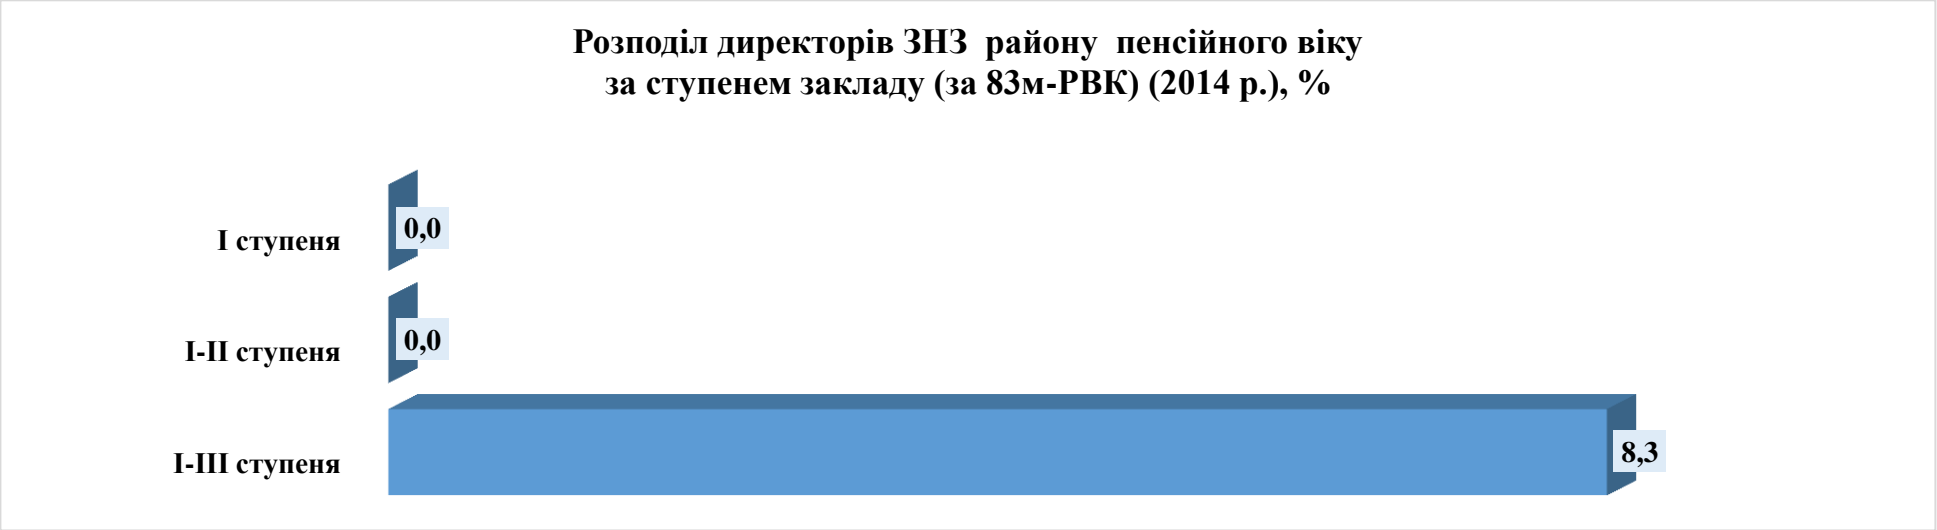 Розподіл директорів ЗНЗ  району  пенсійного віку
за ступенем закладу (за 83м-РВК) (2014 р.), %
І ступеня
0,0
І-ІІ ступеня
0,0
І-ІІІ ступеня
8,3